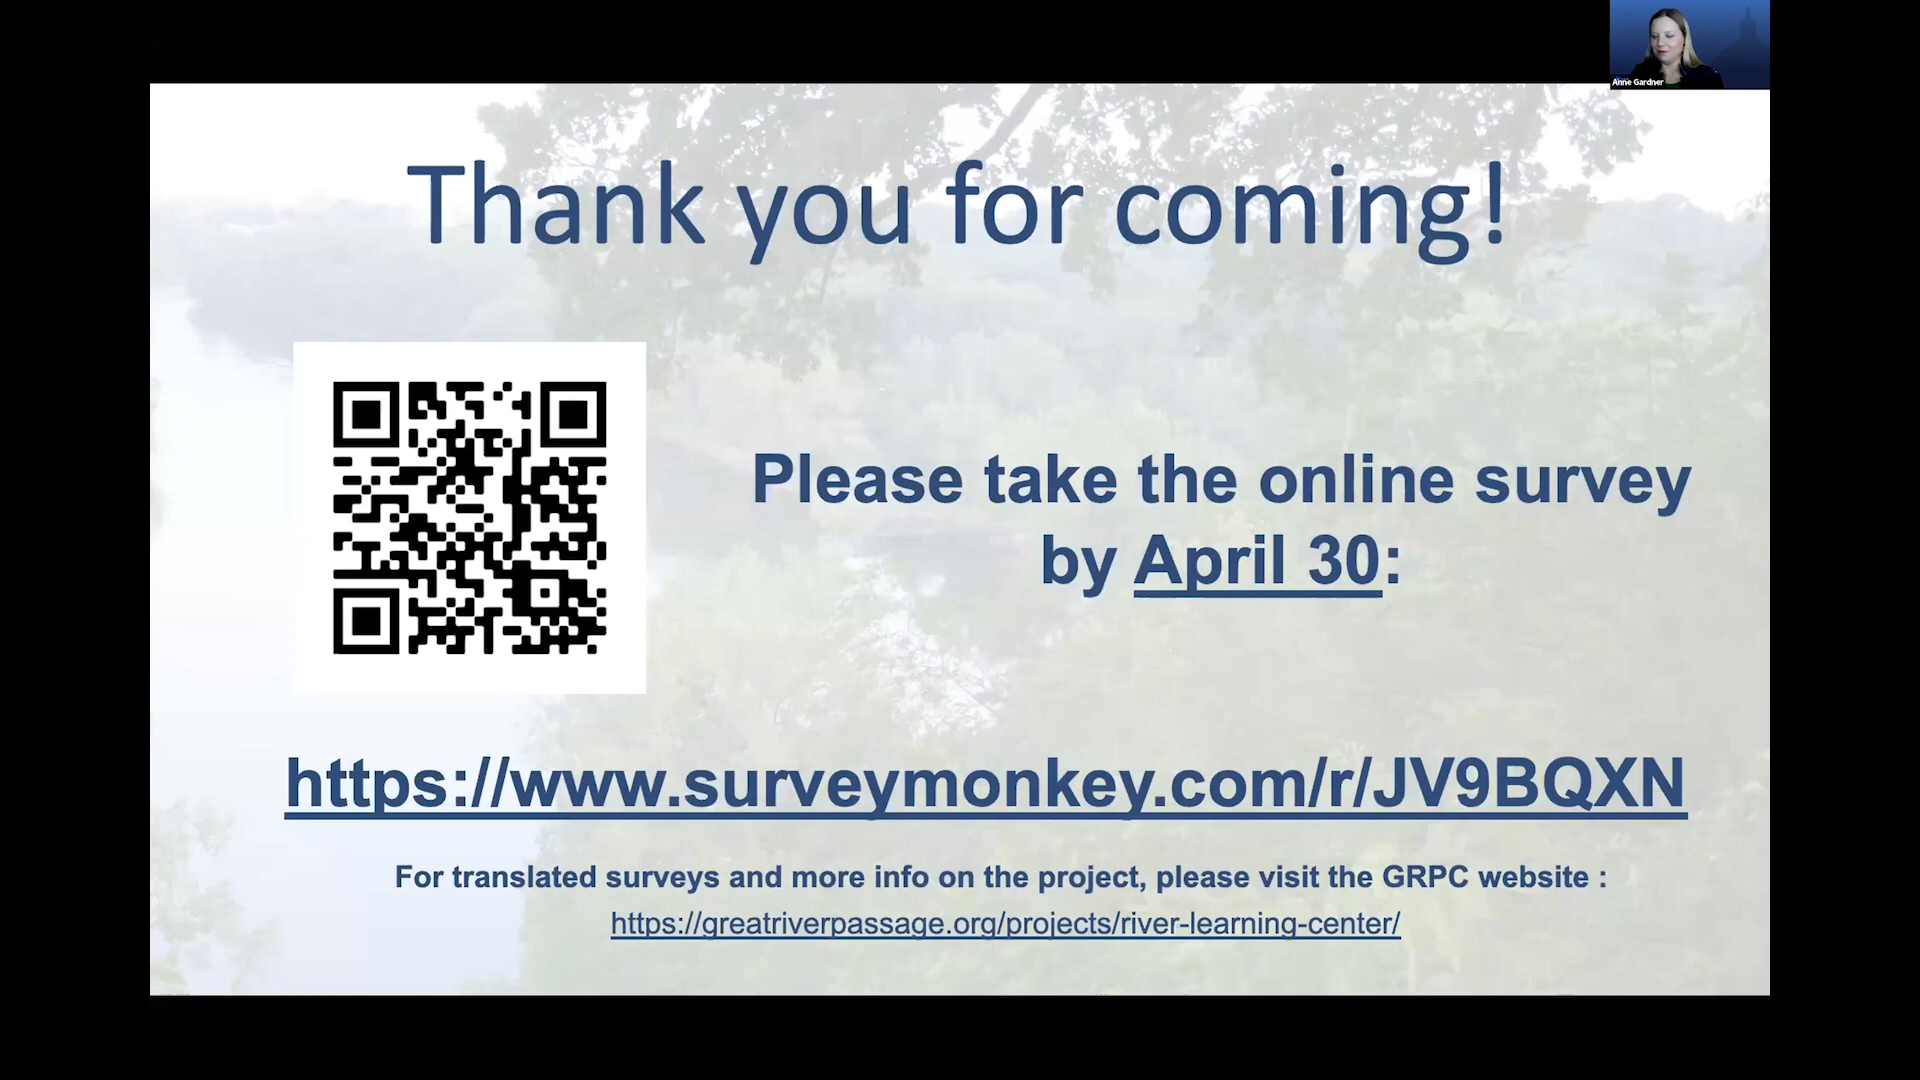 Anne Gardner
Thank you for coming!
Please take the online survey
by April 30:
https://www.surveymonkey.com/r/JV9BQXN
For translated surveys and more info on the project, please visit the GRPC website :
https://greatriverpassage.org/projects/river-learning-center/